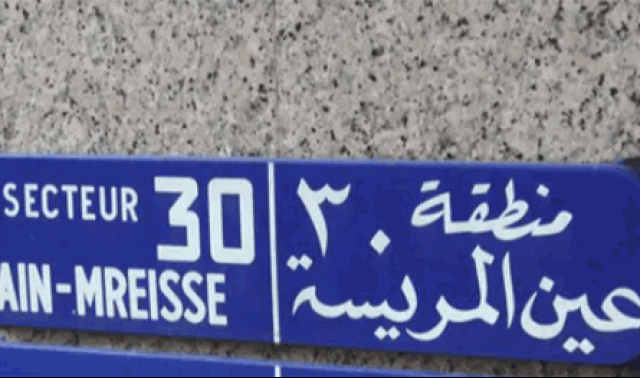 SECTEUR 30
AIN-MREISSE
منطقة ٣٠
عين المريسة